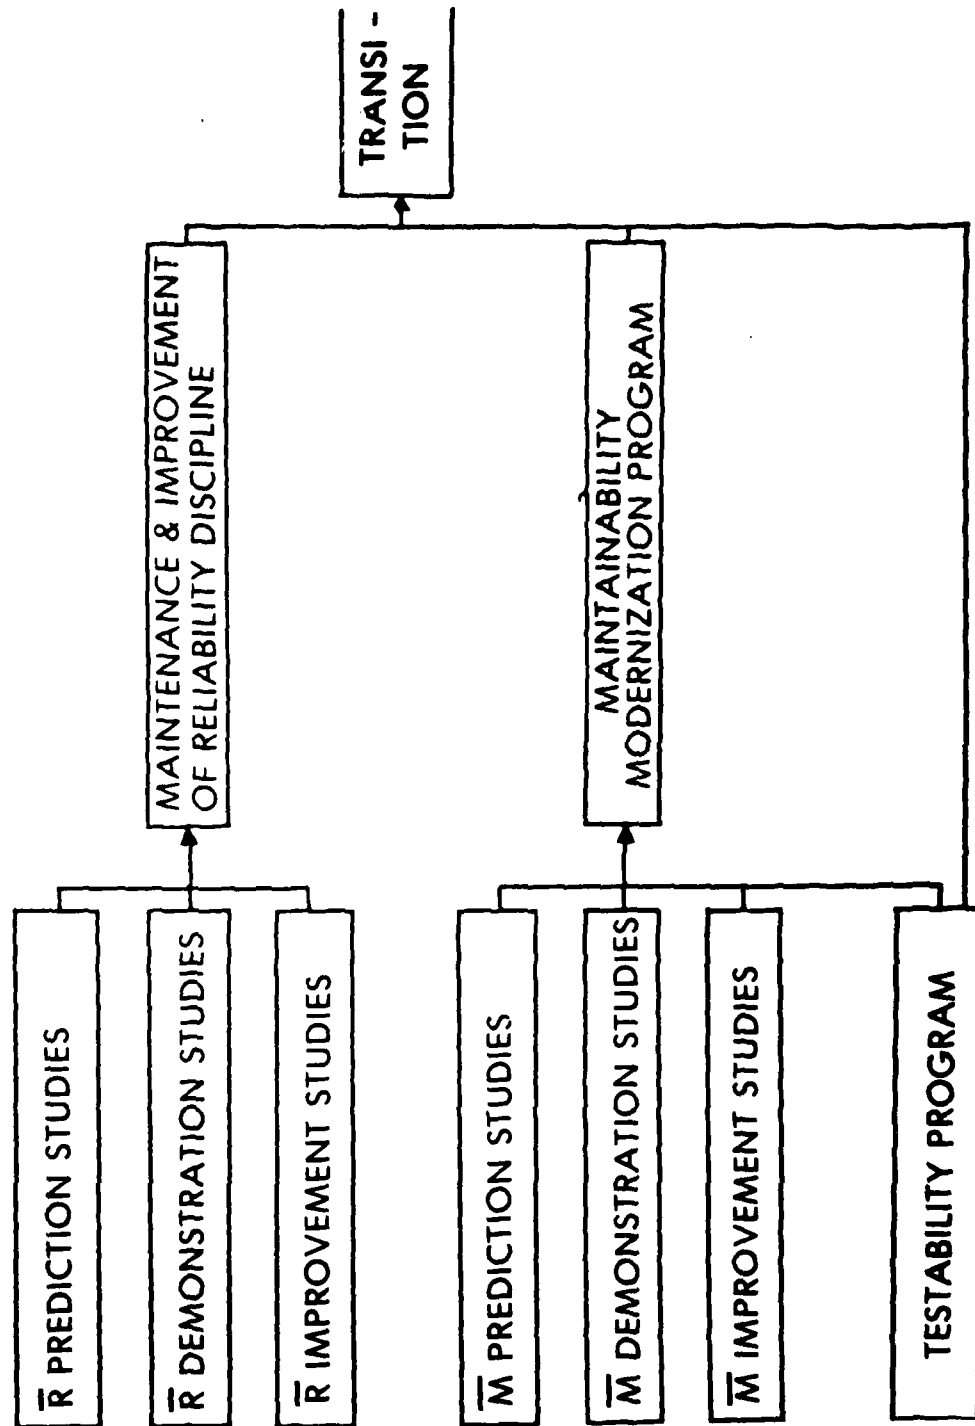 R̅ PREDICTION STUDIES
R̅ DEMONSTRATION STUDIES
R̅ IMPROVEMENT STUDIES
MAINTENANCE & IMPROVEMENT
OF RELIABILITY DISCIPLINE
M̅ PREDICTION STUDIES
M̅ DEMONSTRATION STUDIES
M̅ IMPROVEMENT STUDIES
MAINTAINABILITY
MODERNIZATION PROGRAM
TESTABILITY PROGRAM
TRANSI -
TION